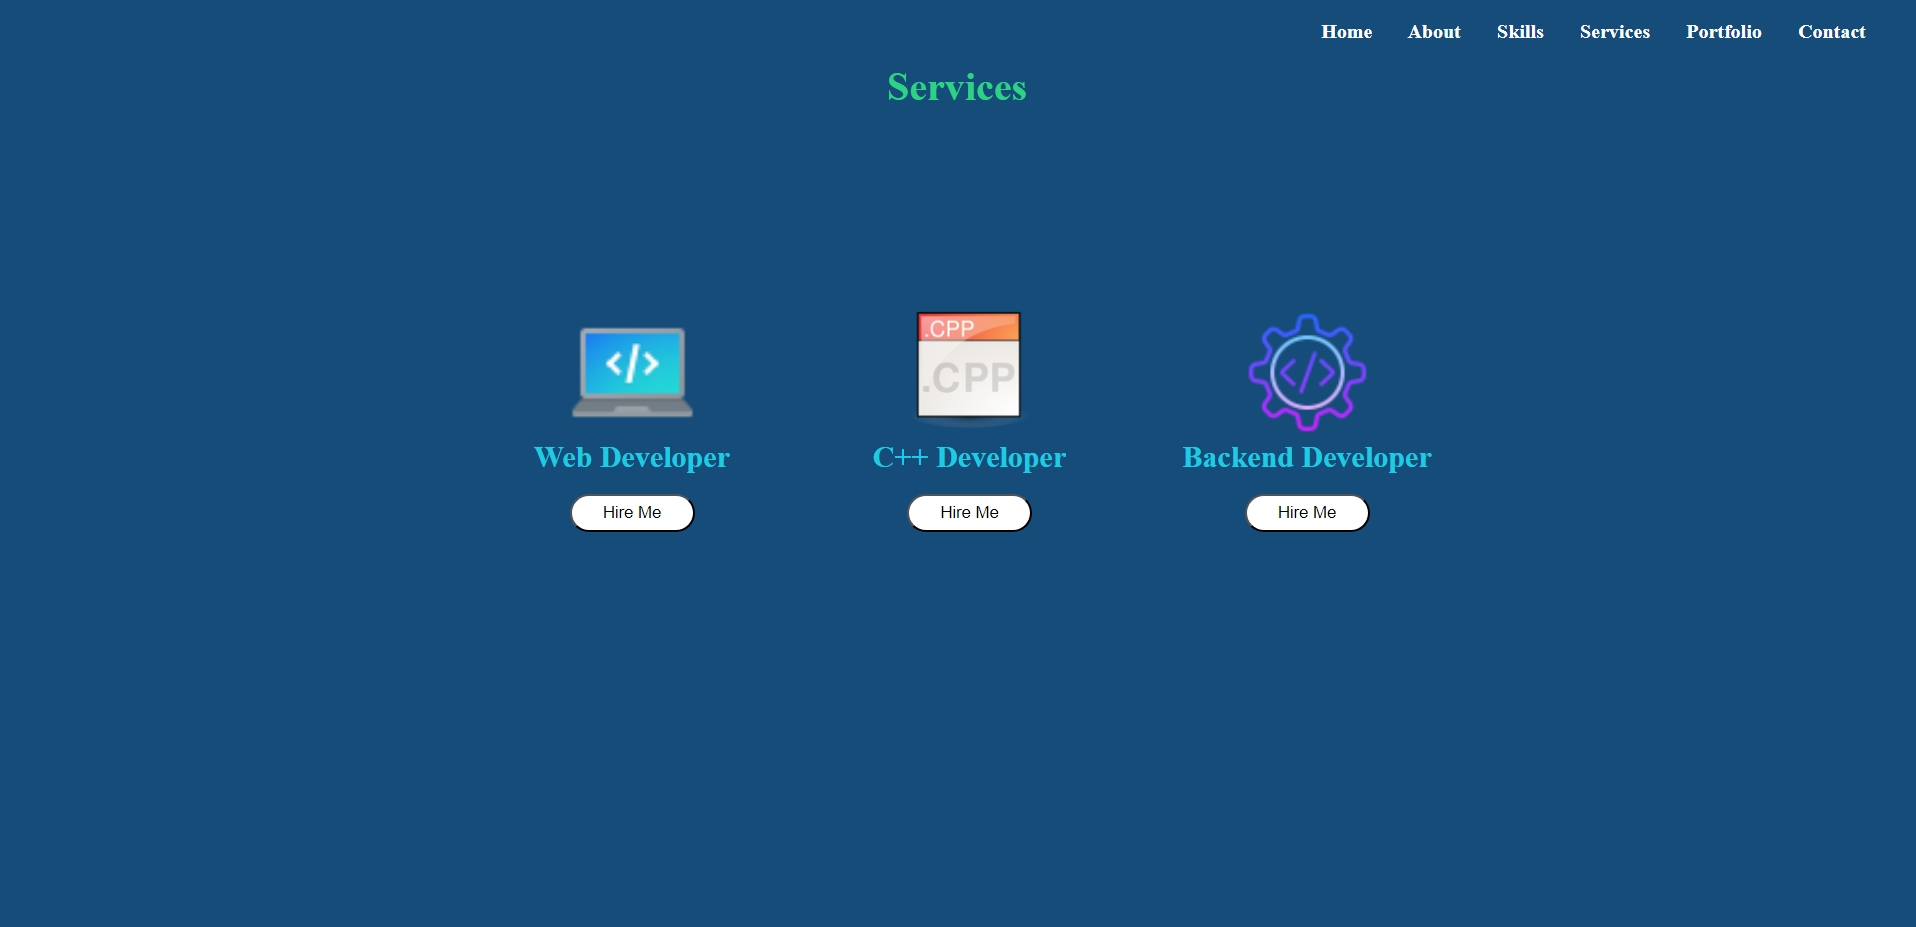 Home About Skills Services Portfolio Contact
Services
</>
.CPP
.CPP
</>
Web Developer C++ Developer Backend Developer
Hire Me Hire Me Hire Me